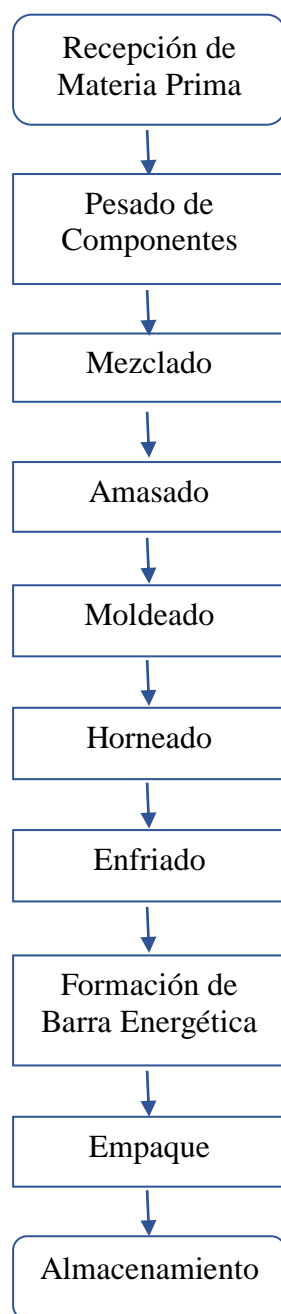 Recepción de
Materia Prima
Pesado de
Componentes
Mezclado
Amasado
Moldeado
Horneado
Enfriado
Formación de
Barra Energética
Empaque
Almacenamiento